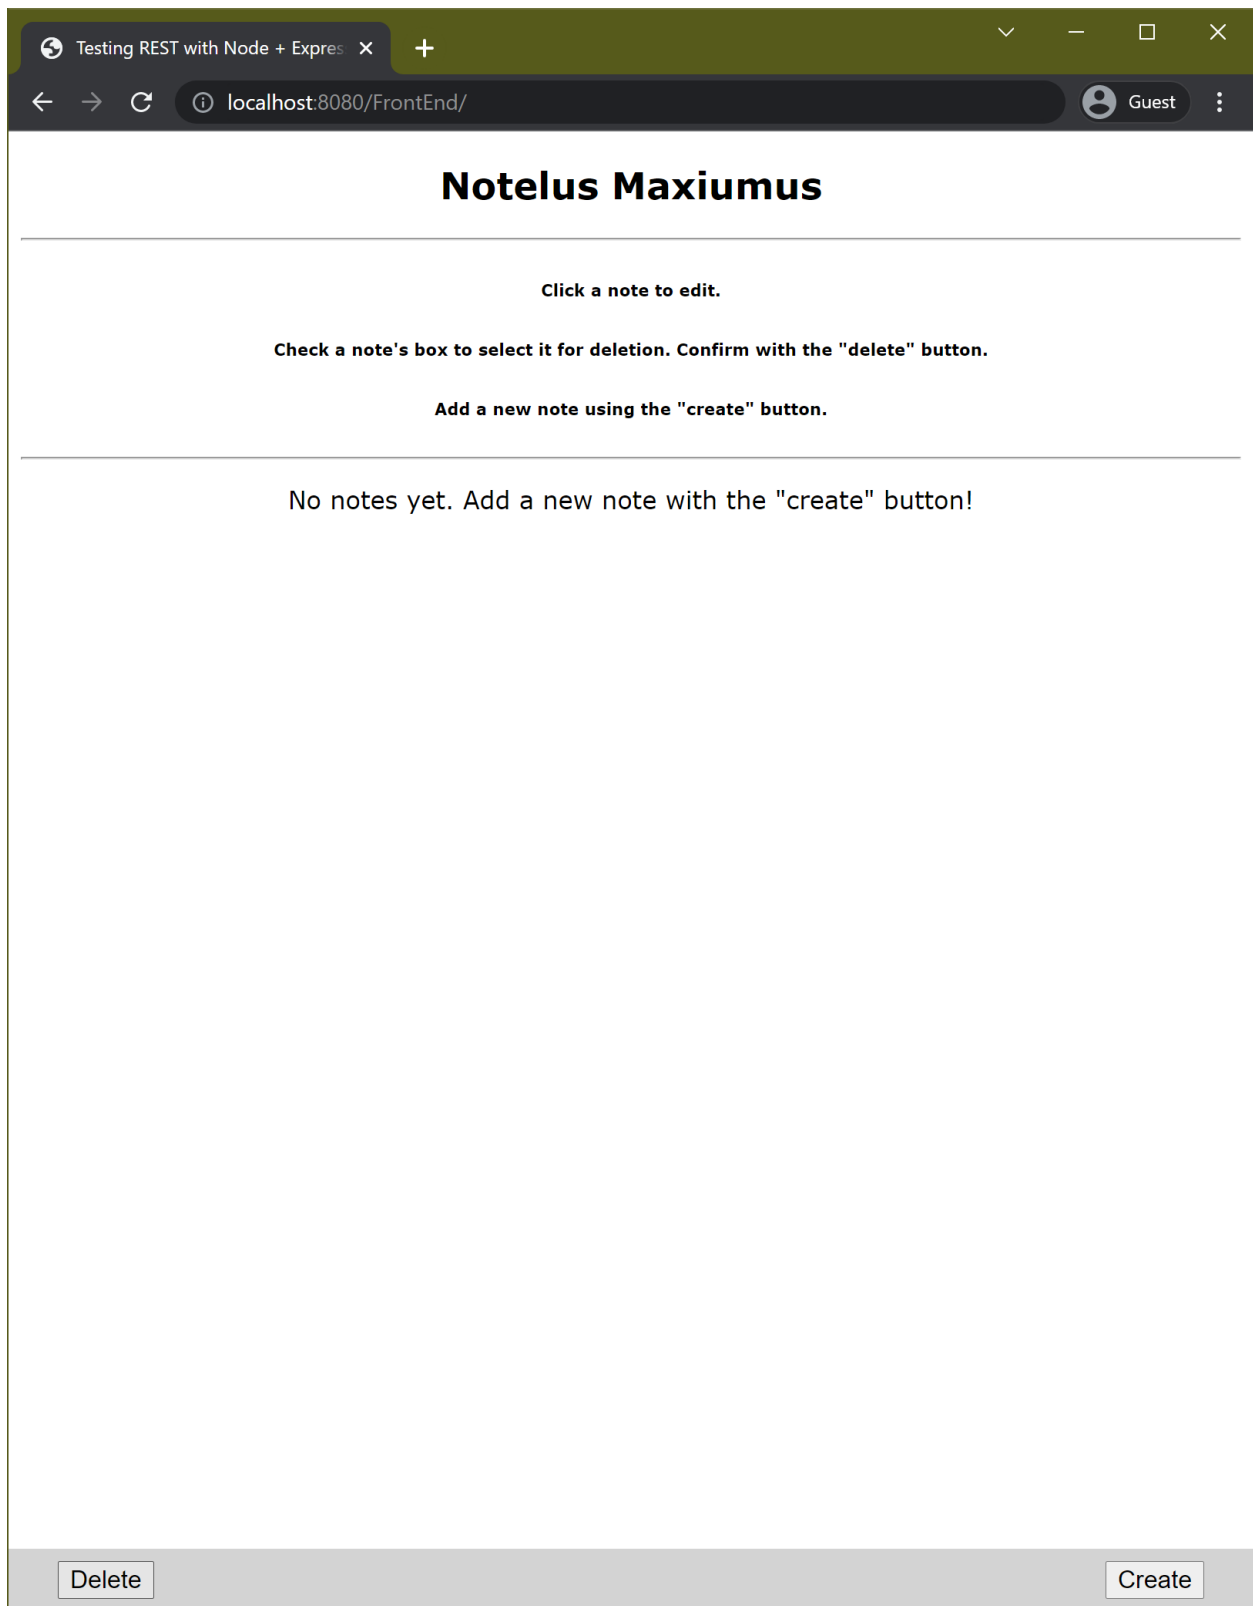 Testing REST with Node + Expres
localhost:8080/FrontEnd/
Guest
Notelus Maxiumus
Click a note to edit.
Check a note's box to select it for deletion. Confirm with the "delete" button.
Add a new note using the "create" button.
No notes yet. Add a new note with the "create" button!
Delete
Create